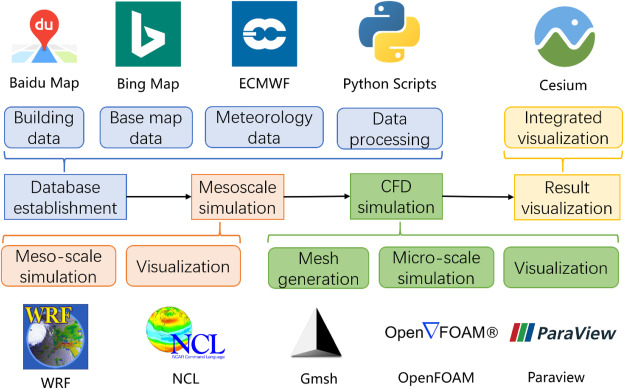 du
Baidu Map
Bing Map
ECMWF
Python Scripts
Cesium
Building
data
Base map
data
Meteorology
data
Data
processing
Integrated
visualization
Database
establishment
Mesoscale
simulation
CFD
simulation
Result
visualization
Meso-scale
simulation
Visualization
Mesh
generation
Micro-scale
simulation
Visualization
WRF
NCL
NCAR Command Language
Open∇FOAM®
ParaView
WRF
NCL
Gmsh
OpenFOAM
Paraview